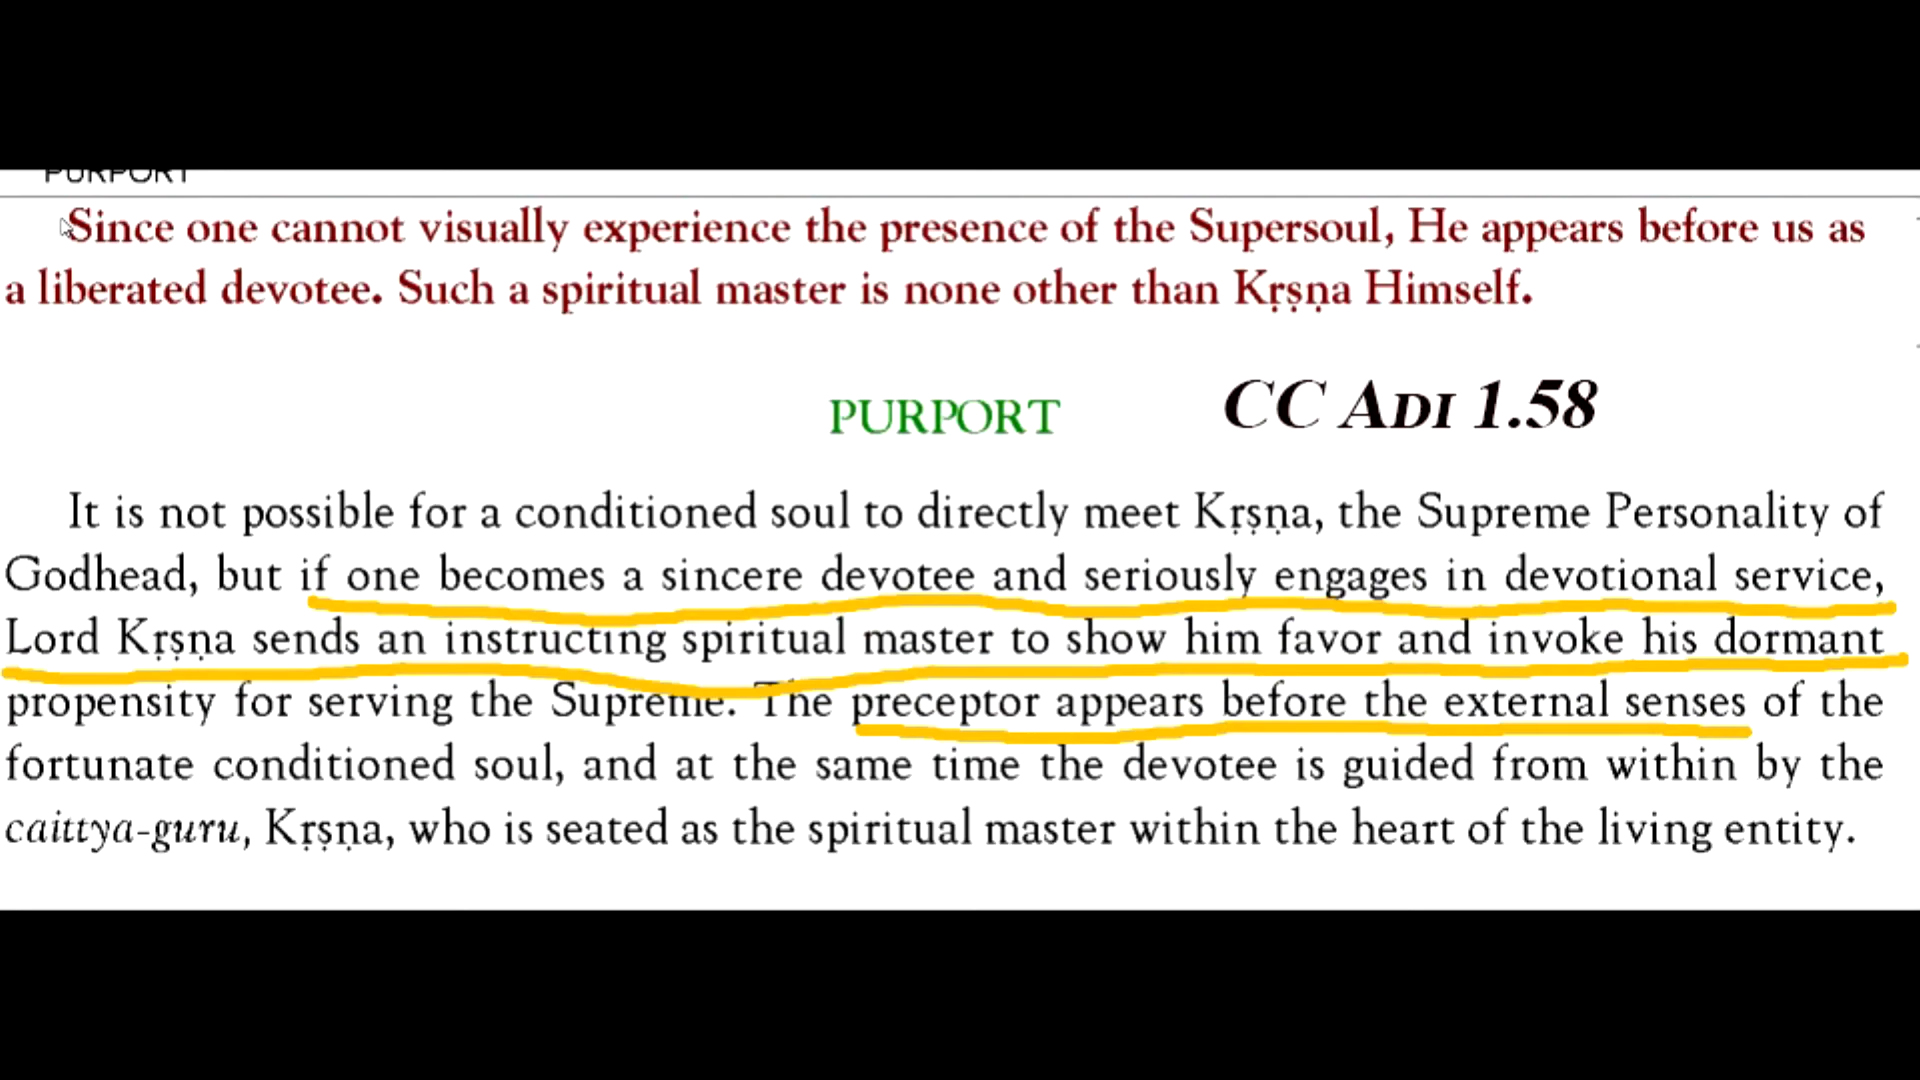 PURPORT
Since one cannot visually experience the presence of the Supersoul, He appears before us as
a liberated devotee. Such a spiritual master is none other than Kṛṣṇa Himself.
PURPORT CC ADI 1.58
It is not possible for a conditioned soul to directly meet Kṛṣṇa, the Supreme Personality of
Godhead, but if one becomes a sincere devotee and seriously engages in devotional service,
Lord Kṛṣṇa sends an instructing spiritual master to show him favor and invoke his dormant
propensity for serving the Supreme. The preceptor appears before the external senses of the
fortunate conditioned soul, and at the same time the devotee is guided from within by the
caittya-guru, Kṛṣṇa, who is seated as the spiritual master within the heart of the living entity.